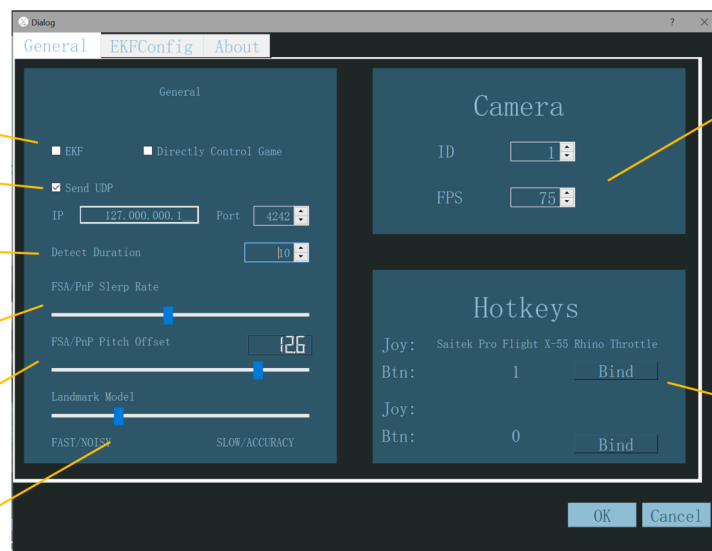 Dialog
? ×
General EKFConfig About
General
EKF Directly Control Game
Send UDP
IP 127.000.000.1__ Port 4242
Detect Duration 10
FSA/PnP Slerp Rate
FSA/PnP Pitch Offset 12.6
Landmark Model
FAST/NOISY SLOW/ACCURACY
Camera
ID 1
FPS 75
Hotkeys
Joy: Saitek Pro Flight X-55 Rhino Throttle
Btn: 1 Bind
Joy:
Btn: 0 Bind
OK Cancel